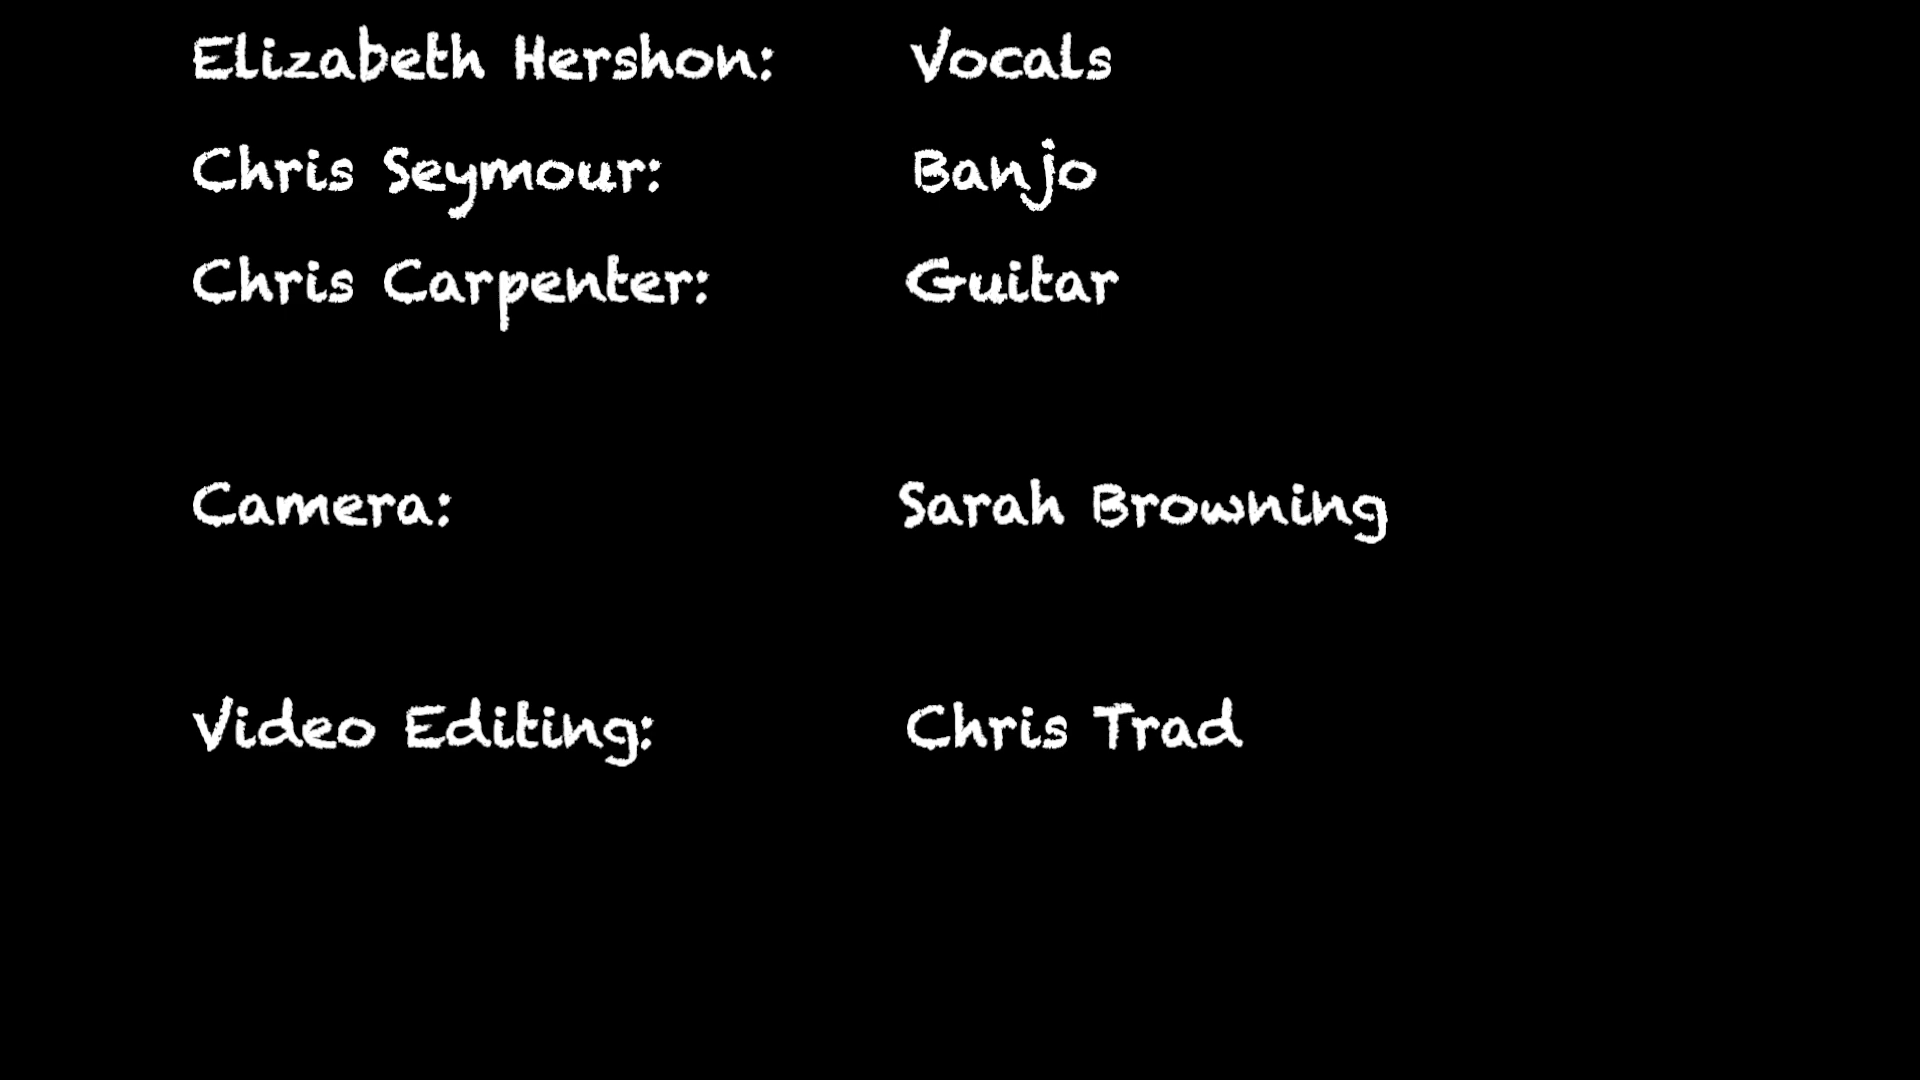 Elizabeth Hershon: Vocals
Chris Seymour: Banjo
Chris Carpenter: Guitar
Camera: Sarah Browning
Video Editing: Chris Trad